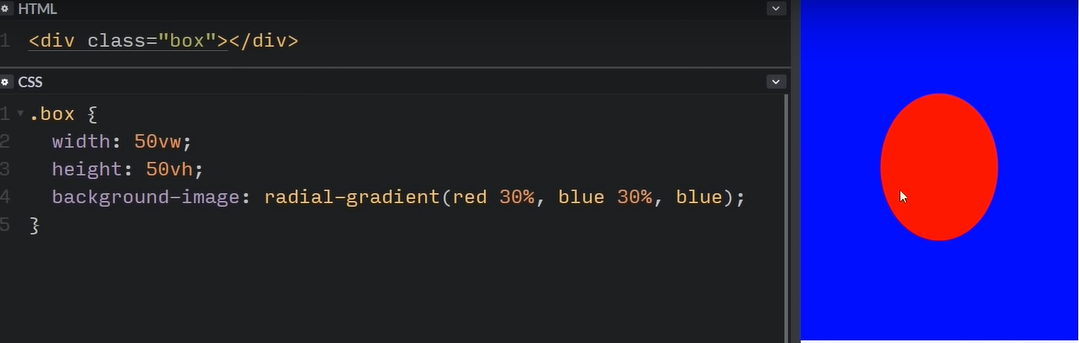 HTML
1 <div class="box"></div>
CSS
1 .box {
2 width: 50vw;
3 height: 50vh;
4 background-image: radial-gradient(red 30%, blue 30%, blue);
5 }